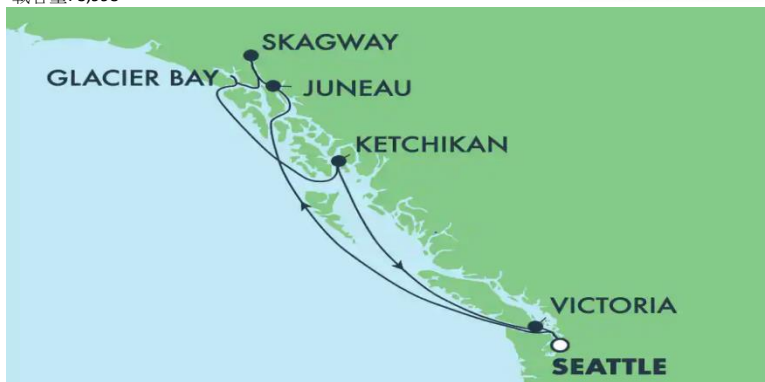 SKAGWAY
GLACIER BAY
JUNEAU
KETCHIKAN
VICTORIA
SEATTLE